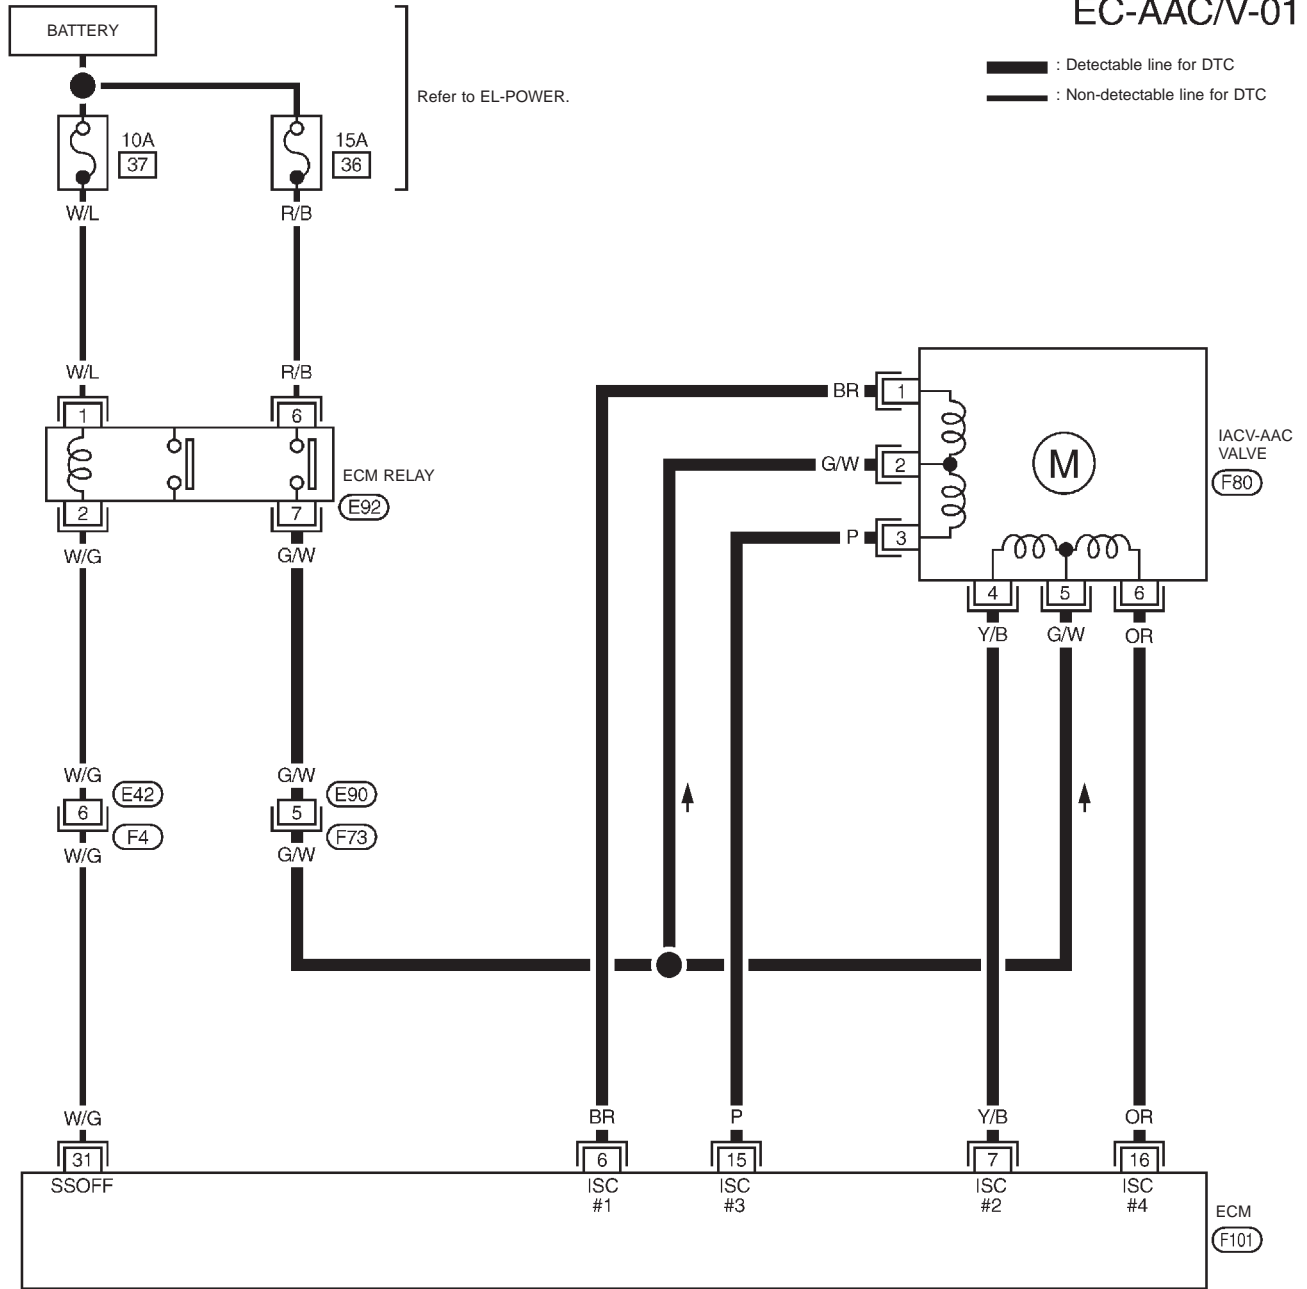 EC-AAC/V-01
BATTERY
: Detectable line for DTC
: Non-detectable line for DTC
Refer to EL-POWER.
10A
37
15A
36
W/L
R/B
W/L
R/B
1
6
ECM RELAY
E92
2
7
W/G
G/W
BR
1
G/W
2
P
3
M
IACV-AAC
VALVE
F80
4
5
6
Y/B
G/W
OR
W/G
E42
G/W
E90
6
5
F4
F73
W/G
G/W
W/G
BR
P
Y/B
OR
31
6
15
7
16
SSOFF
ISC
#1
ISC
#3
ISC
#2
ISC
#4
ECM
F101